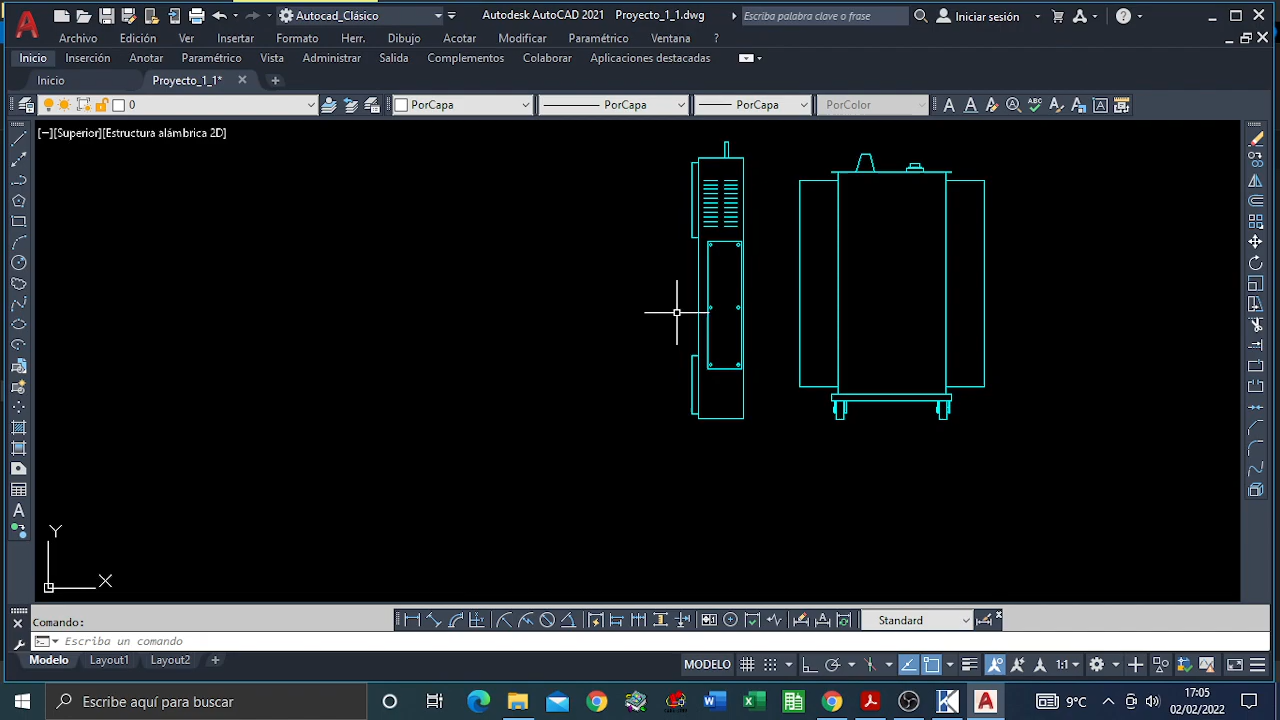 Autocad_Clásico
Autodesk AutoCAD 2021 Proyecto_1_1.dwg
Escriba palabra clave o frase
Iniciar sesión
Archivo Edición Ver Insertar Formato Herr. Dibujo Acotar Modificar Paramétrico Ventana ?
Inicio Inserción Anotar Paramétrico Vista Administrar Salida Complementos Colaborar Aplicaciones destacadas
Inicio Proyecto_1_1*
0 PorCapa PorCapa PorCapa PorColor
[−][Superior][Estructura alámbrica 2D]
Y
X
Comando:
Standard
Escriba un comando
Modelo Layout1 Layout2
MODELO 1:1
Escribe aquí para buscar
9°C
17:05
02/02/2022